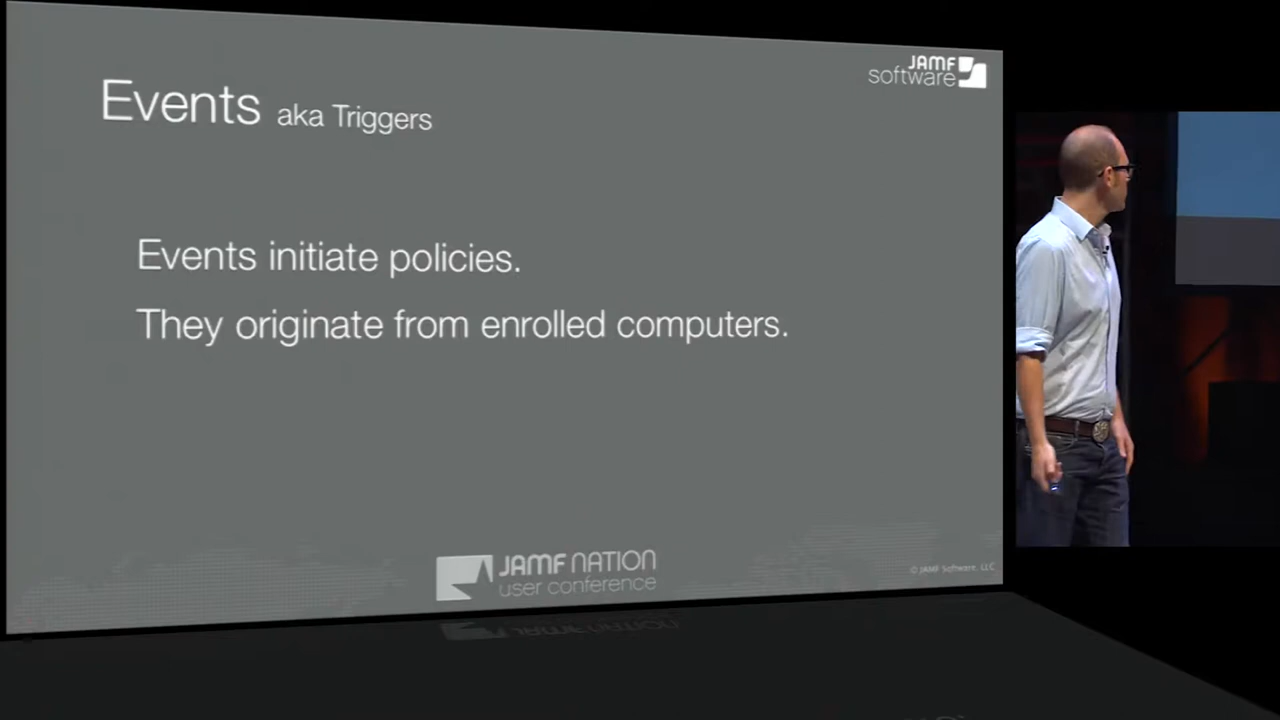 JAMF
software
Events aka Triggers
Events initiate policies.
They originate from enrolled computers.
JAMF NATION
user conference
© JAMF Software, LLC